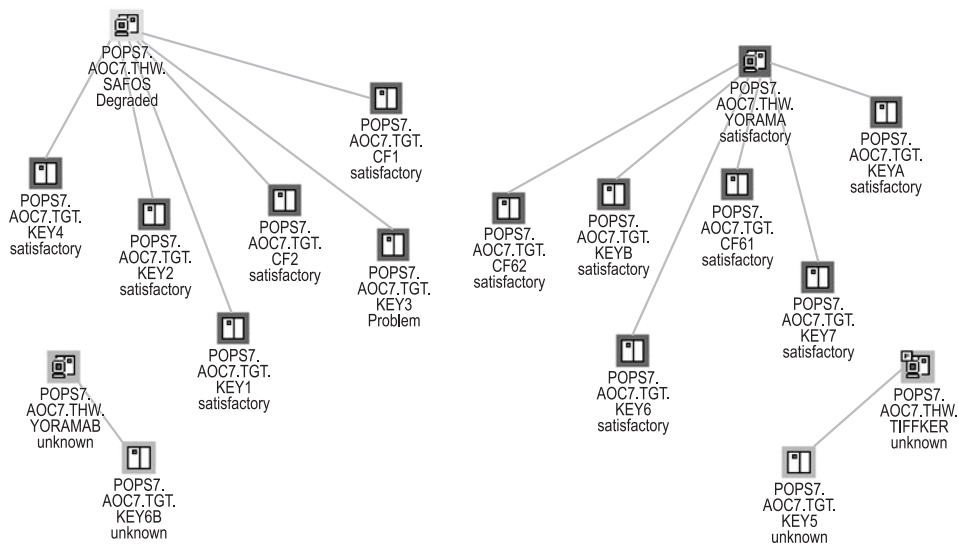 POPS7.
AOC7.THW.
SAFOS
Degraded
POPS7.
AOC7.TGT.
CF1
satisfactory
POPS7.
AOC7.TGT.
KEY4
satisfactory
POPS7.
AOC7.TGT.
KEY2
satisfactory
POPS7.
AOC7.TGT.
CF2
satisfactory
POPS7.
AOC7.TGT.
KEY3
Problem
POPS7.
AOC7.TGT.
KEY1
satisfactory
POPS7.
AOC7.THW.
YORAMAB
unknown
POPS7.
AOC7.TGT.
KEY6B
unknown
POPS7.
AOC7.THW.
YORAMA
satisfactory
POPS7.
AOC7.TGT.
KEYA
satisfactory
POPS7.
AOC7.TGT.
CF62
satisfactory
POPS7.
AOC7.TGT.
KEYB
satisfactory
POPS7.
AOC7.TGT.
CF61
satisfactory
POPS7.
AOC7.TGT.
KEY7
satisfactory
POPS7.
AOC7.TGT.
KEY6
satisfactory
P
POPS7.
AOC7.THW.
TIFFKER
unknown
POPS7.
AOC7.TGT.
KEY5
unknown